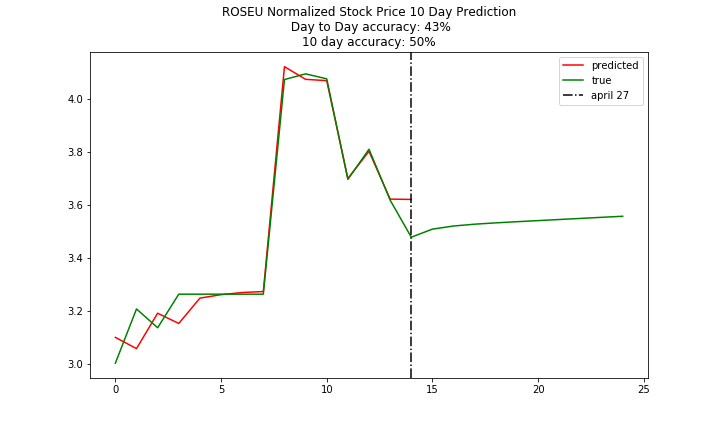 ROSEU Normalized Stock Price 10 Day Prediction
Day to Day accuracy: 43%
10 day accuracy: 50%
predicted
true
april 27
4.0
3.8
3.6
3.4
3.2
3.0
0 5 10 15 20 25